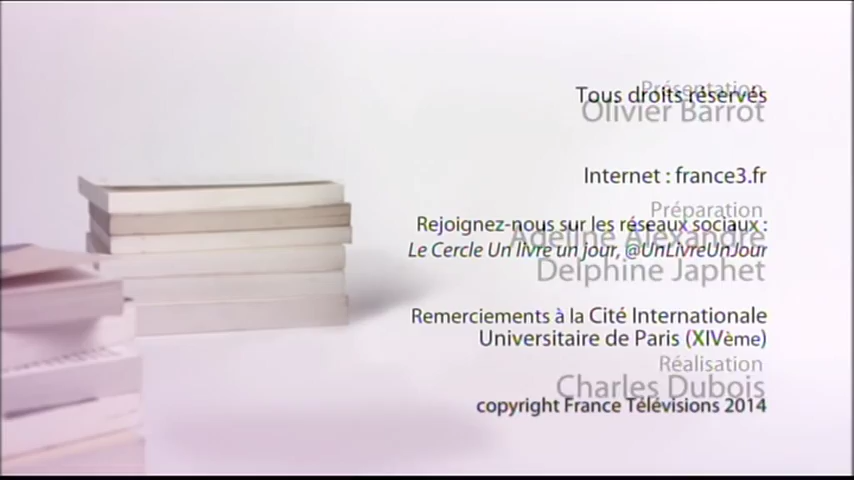 Présentation
Tous droits réservés
Olivier Barrot
Internet : france3.fr
Préparation
Rejoignez-nous sur les réseaux sociaux :
Adeline Alexandre
Le Cercle Un livre un jour, @UnLivreUnJour
Delphine Japhet
Remerciements à la Cité Internationale
Universitaire de Paris (XIVème)
Réalisation
Charles Dubois
copyright France Télévisions 2014